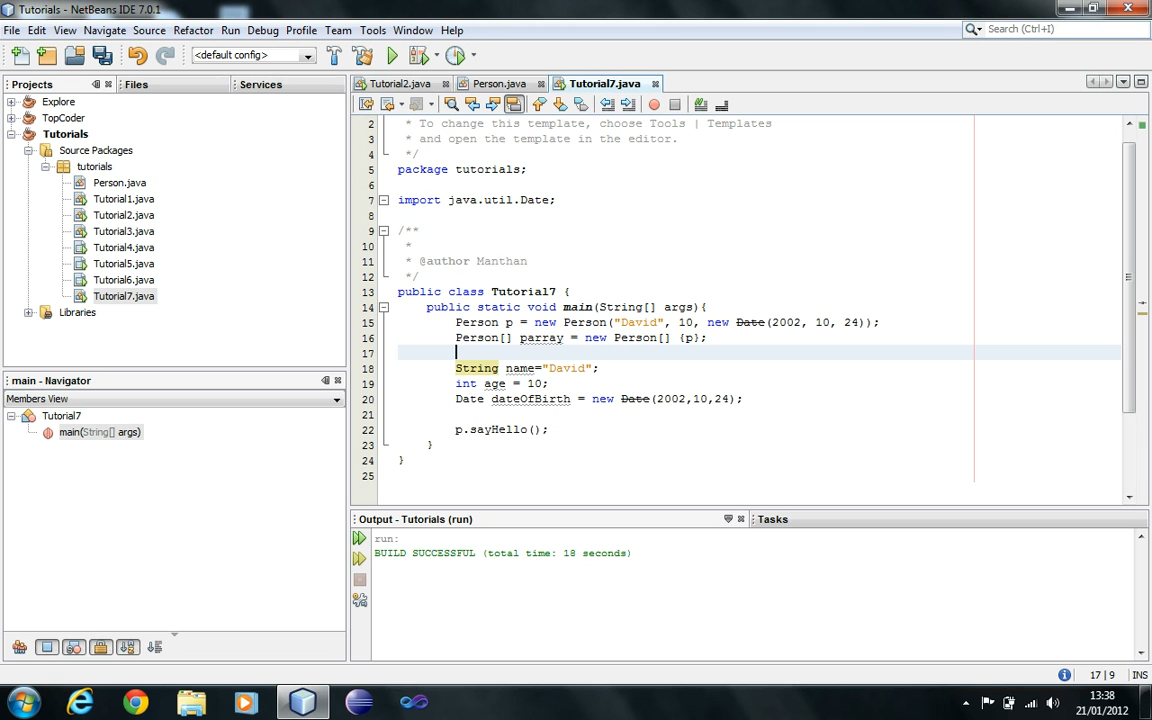 Tutorials - NetBeans IDE 7.0.1
File Edit View Navigate Source Refactor Run Debug Profile Team Tools Window Help
Search (Ctrl+I)
<default config>
Projects Files Services
Explore
TopCoder
Tutorials
Source Packages
tutorials
Person.java
Tutorial1.java
Tutorial2.java
Tutorial3.java
Tutorial4.java
Tutorial5.java
Tutorial6.java
Tutorial7.java
Libraries
main - Navigator
Members View
Tutorial7
main(String[] args)
Tutorial2.java Person.java Tutorial7.java
2 * To change this template, choose Tools | Templates
3 * and open the template in the editor.
4 */
5 package tutorials;
6
7 import java.util.Date;
8
9 /**
10 *
11 * @author Manthan
12 */
13 public class Tutorial7 {
14 public static void main(String[] args){
15 Person p = new Person("David", 10, new Date(2002, 10, 24));
16 Person[] parray = new Person[] {p};
17
18 String name="David";
19 int age = 10;
20 Date dateOfBirth = new Date(2002,10,24);
21
22 p.sayHello();
23 }
24 }
25
Output - Tutorials (run) Tasks
run:
BUILD SUCCESSFUL (total time: 18 seconds)
17 | 9 INS
13:38
21/01/2012